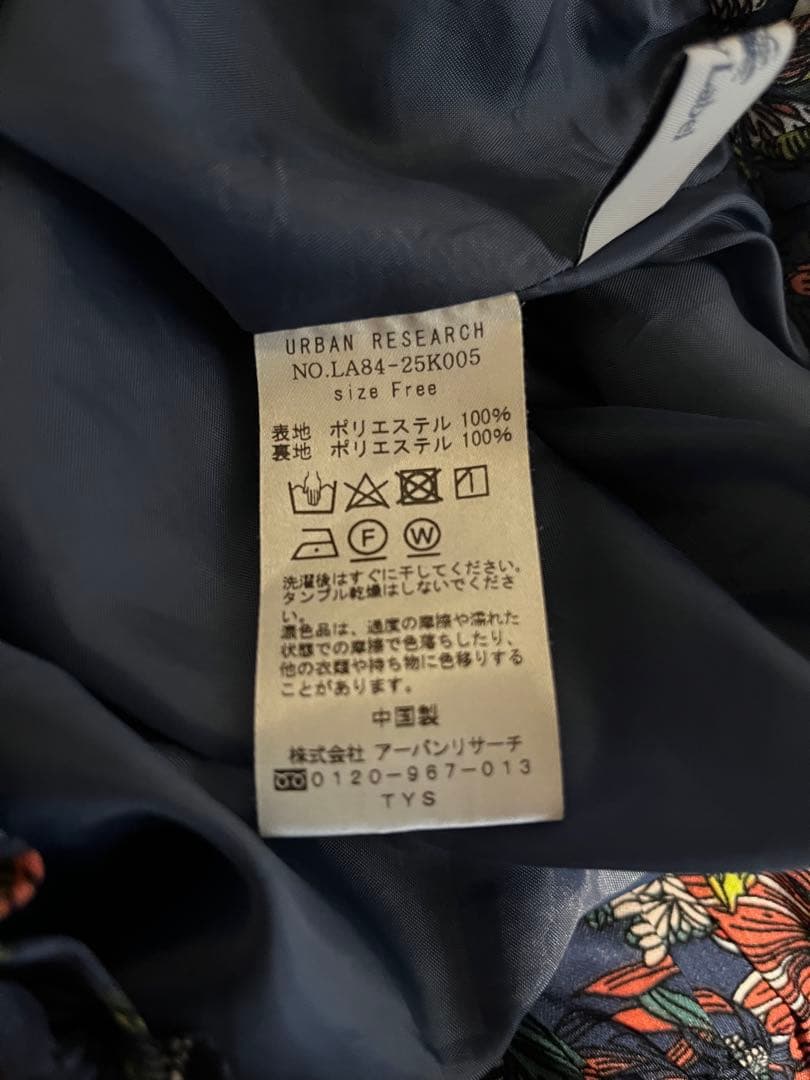 Label
URBAN RESEARCH
NO.LA84-25K005
size Free
表地 ポリエステル 100%
裏地 ポリエステル 100%
F W
洗濯後はすぐに干してください。
タンブル乾燥はしないでくださ
い。
濃色品は、過度の摩擦や濡れた
状態での摩擦で色落ちしたり、
他の衣類や持ち物に色移りする
ことがあります。
中国製
株式会社 アーバンリサーチ
0120-967-013
TYS